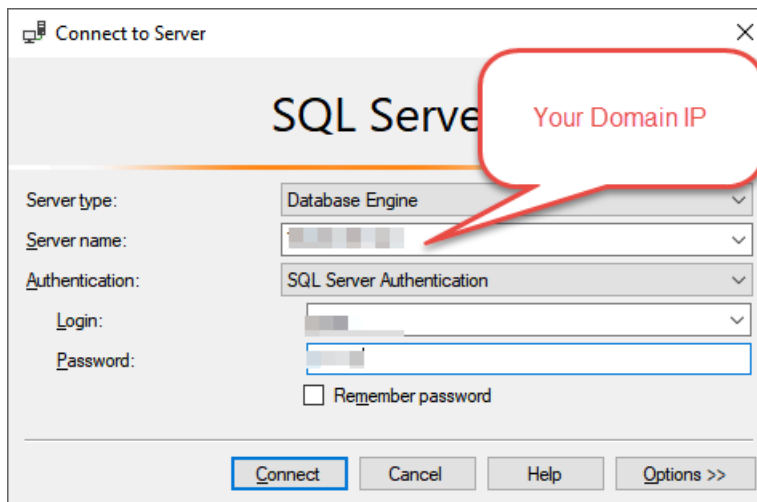 Connect to Server
SQL Serve
Your Domain IP
Server type:
Database Engine
Server name:
Authentication:
SQL Server Authentication
Login:
Password:
Remember password
Connect
Cancel
Help
Options >>